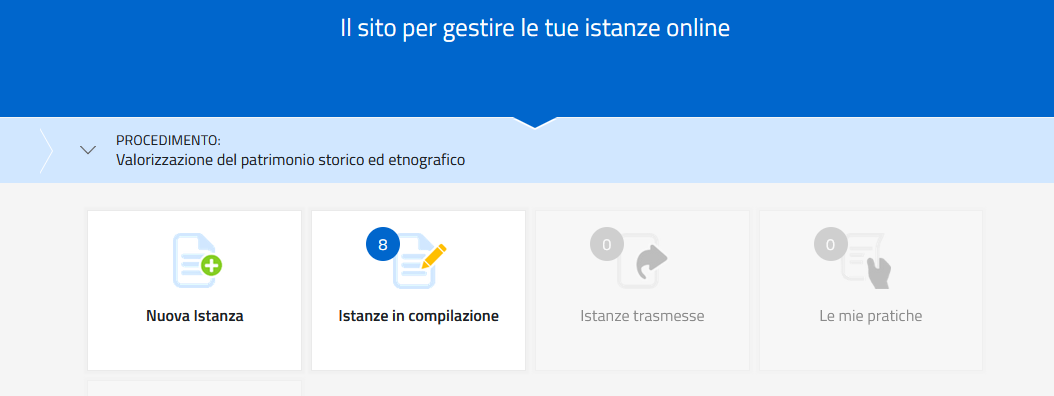 Il sito per gestire le tue istanze online
PROCEDIMENTO:
Valorizzazione del patrimonio storico ed etnografico
8
0
0
Nuova Istanza
Istanze in compilazione
Istanze trasmesse
Le mie pratiche